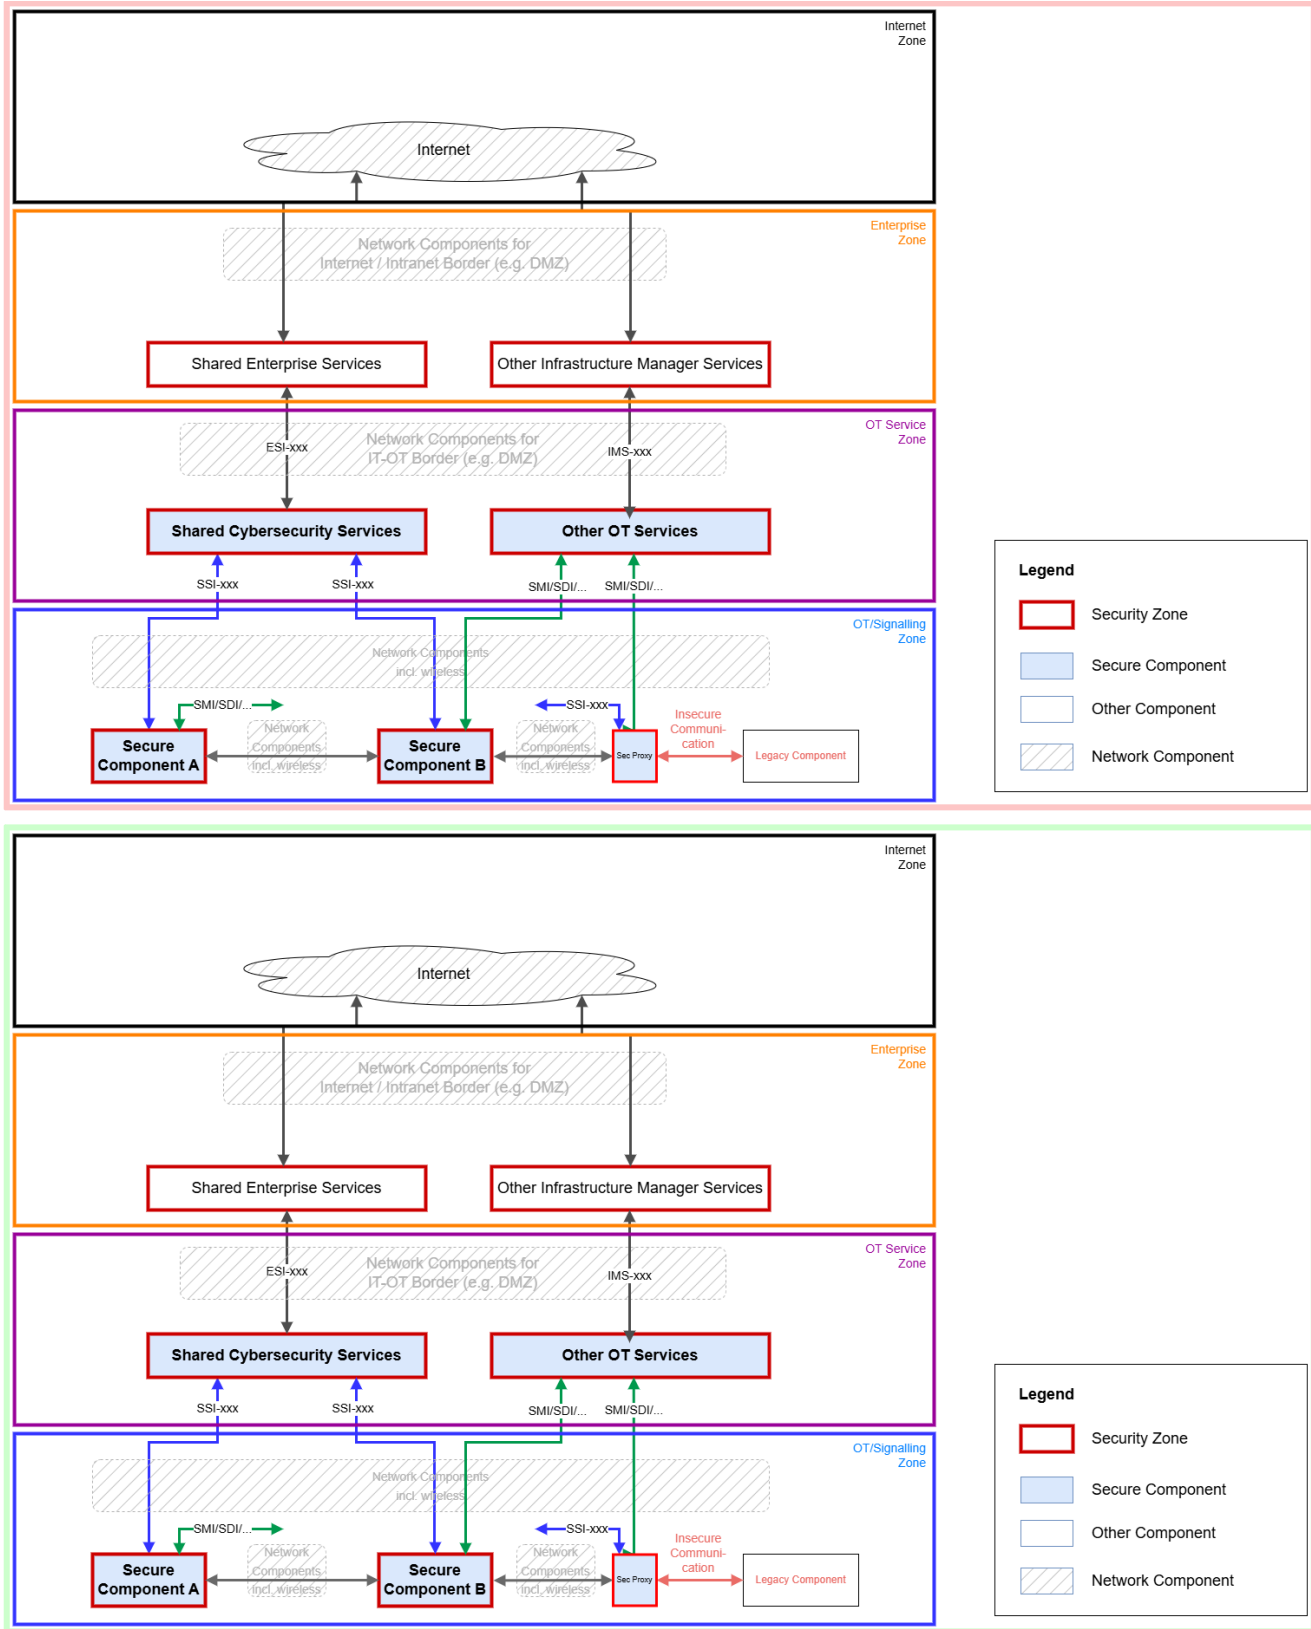 Internet
Zone
Internet
Enterprise
Zone
Network Components for
Internet / Intranet Border (e.g. DMZ)
Shared Enterprise Services
Other Infrastructure Manager Services
OT Service
Zone
Network Components for
IT-OT Border (e.g. DMZ)
ESI-xxx
IMS-xxx
Shared Cybersecurity Services
Other OT Services
SSI-xxx
SSI-xxx
SMI/SDI/...
SMI/SDI/...
OT/Signalling
Zone
Network Components
incl. wireless
SMI/SDI/...
SSI-xxx
Secure
Component A
Network
Components
incl. wireless
Secure
Component B
Network
Components
incl. wireless
Sec Proxy
Insecure
Communi-
cation
Legacy Component
Legend
Security Zone
Secure Component
Other Component
Network Component
Internet
Zone
Internet
Enterprise
Zone
Network Components for
Internet / Intranet Border (e.g. DMZ)
Shared Enterprise Services
Other Infrastructure Manager Services
OT Service
Zone
Network Components for
IT-OT Border (e.g. DMZ)
ESI-xxx
IMS-xxx
Shared Cybersecurity Services
Other OT Services
SSI-xxx
SSI-xxx
SMI/SDI/...
SMI/SDI/...
OT/Signalling
Zone
Network Components
incl. wireless
SMI/SDI/...
SSI-xxx
Secure
Component A
Network
Components
incl. wireless
Secure
Component B
Network
Components
incl. wireless
Sec Proxy
Insecure
Communi-
cation
Legacy Component
Legend
Security Zone
Secure Component
Other Component
Network Component